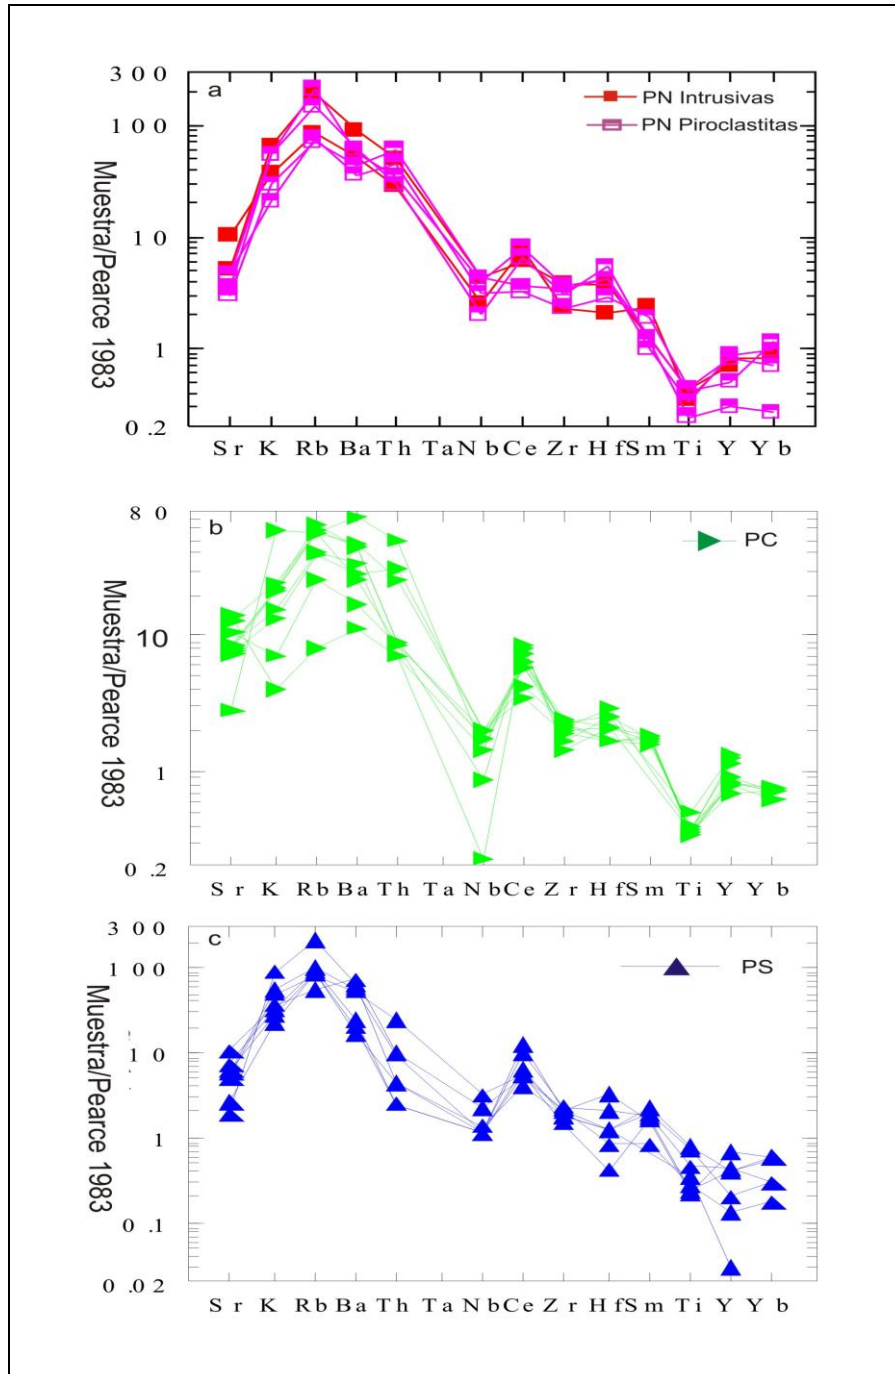 a
300
100
10
1
0.2
Muestra/Pearce 1983
PN Intrusivas
PN Piroclastitas
Sr K Rb Ba Th Ta Nb Ce Zr Hf Sm Ti Y Yb
b
80
10
1
0.2
Muestra/Pearce 1983
PC
Sr K Rb Ba Th Ta Nb Ce Zr Hf Sm Ti Y Yb
c
300
100
10
1
0.1
0.02
Muestra/Pearce 1983
PS
Sr K Rb Ba Th Ta Nb Ce Zr Hf Sm Ti Y Yb